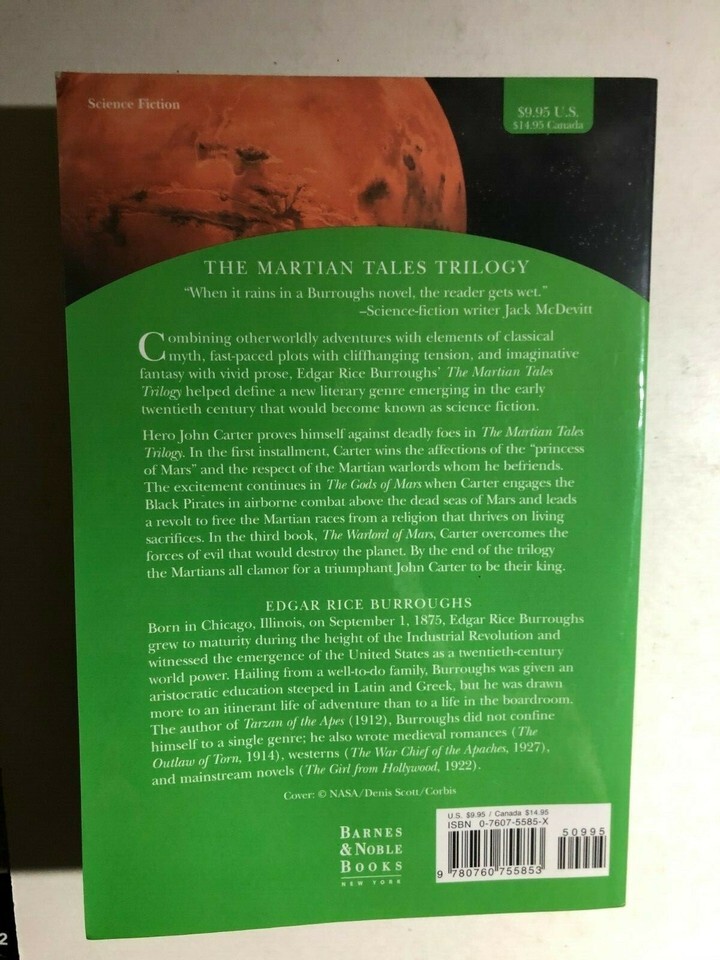 Science Fiction
$9.95 U.S.
$14.95 Canada
THE MARTIAN TALES TRILOGY
“When it rains in a Burroughs novel, the reader gets wet.”
–Science-fiction writer Jack McDevitt
Combining otherworldly adventures with elements of classical
myth, fast-paced plots with cliffhanging tension, and imaginative
fantasy with vivid prose, Edgar Rice Burroughs’ The Martian Tales
Trilogy helped define a new literary genre emerging in the early
twentieth century that would become known as science fiction.
Hero John Carter proves himself against deadly foes in The Martian Tales
Trilogy. In the first installment, Carter wins the affections of the “princess
of Mars” and the respect of the Martian warlords whom he befriends.
The excitement continues in The Gods of Mars when Carter engages the
Black Pirates in airborne combat above the dead seas of Mars and leads
a revolt to free the Martian races from a religion that thrives on living
sacrifices. In the third book, The Warlord of Mars, Carter overcomes the
forces of evil that would destroy the planet. By the end of the trilogy
the Martians all clamor for a triumphant John Carter to be their king.
EDGAR RICE BURROUGHS
Born in Chicago, Illinois, on September 1, 1875, Edgar Rice Burroughs
grew to maturity during the height of the Industrial Revolution and
witnessed the emergence of the United States as a twentieth-century
world power. Hailing from a well-to-do family, Burroughs was given an
aristocratic education steeped in Latin and Greek, but he was drawn
more to an itinerant life of adventure than to a life in the boardroom.
The author of Tarzan of the Apes (1912), Burroughs did not confine
himself to a single genre; he also wrote medieval romances (The
Outlaw of Torn, 1914), westerns (The War Chief of the Apaches, 1927),
and mainstream novels (The Girl from Hollywood, 1922).
Cover: © NASA/Denis Scott/Corbis
BARNES
& NOBLE
BOOKS
NEW YORK
U.S. $9.95 / Canada $14.95
ISBN 0-7607-5585-X
50995
9 780760 755853
2